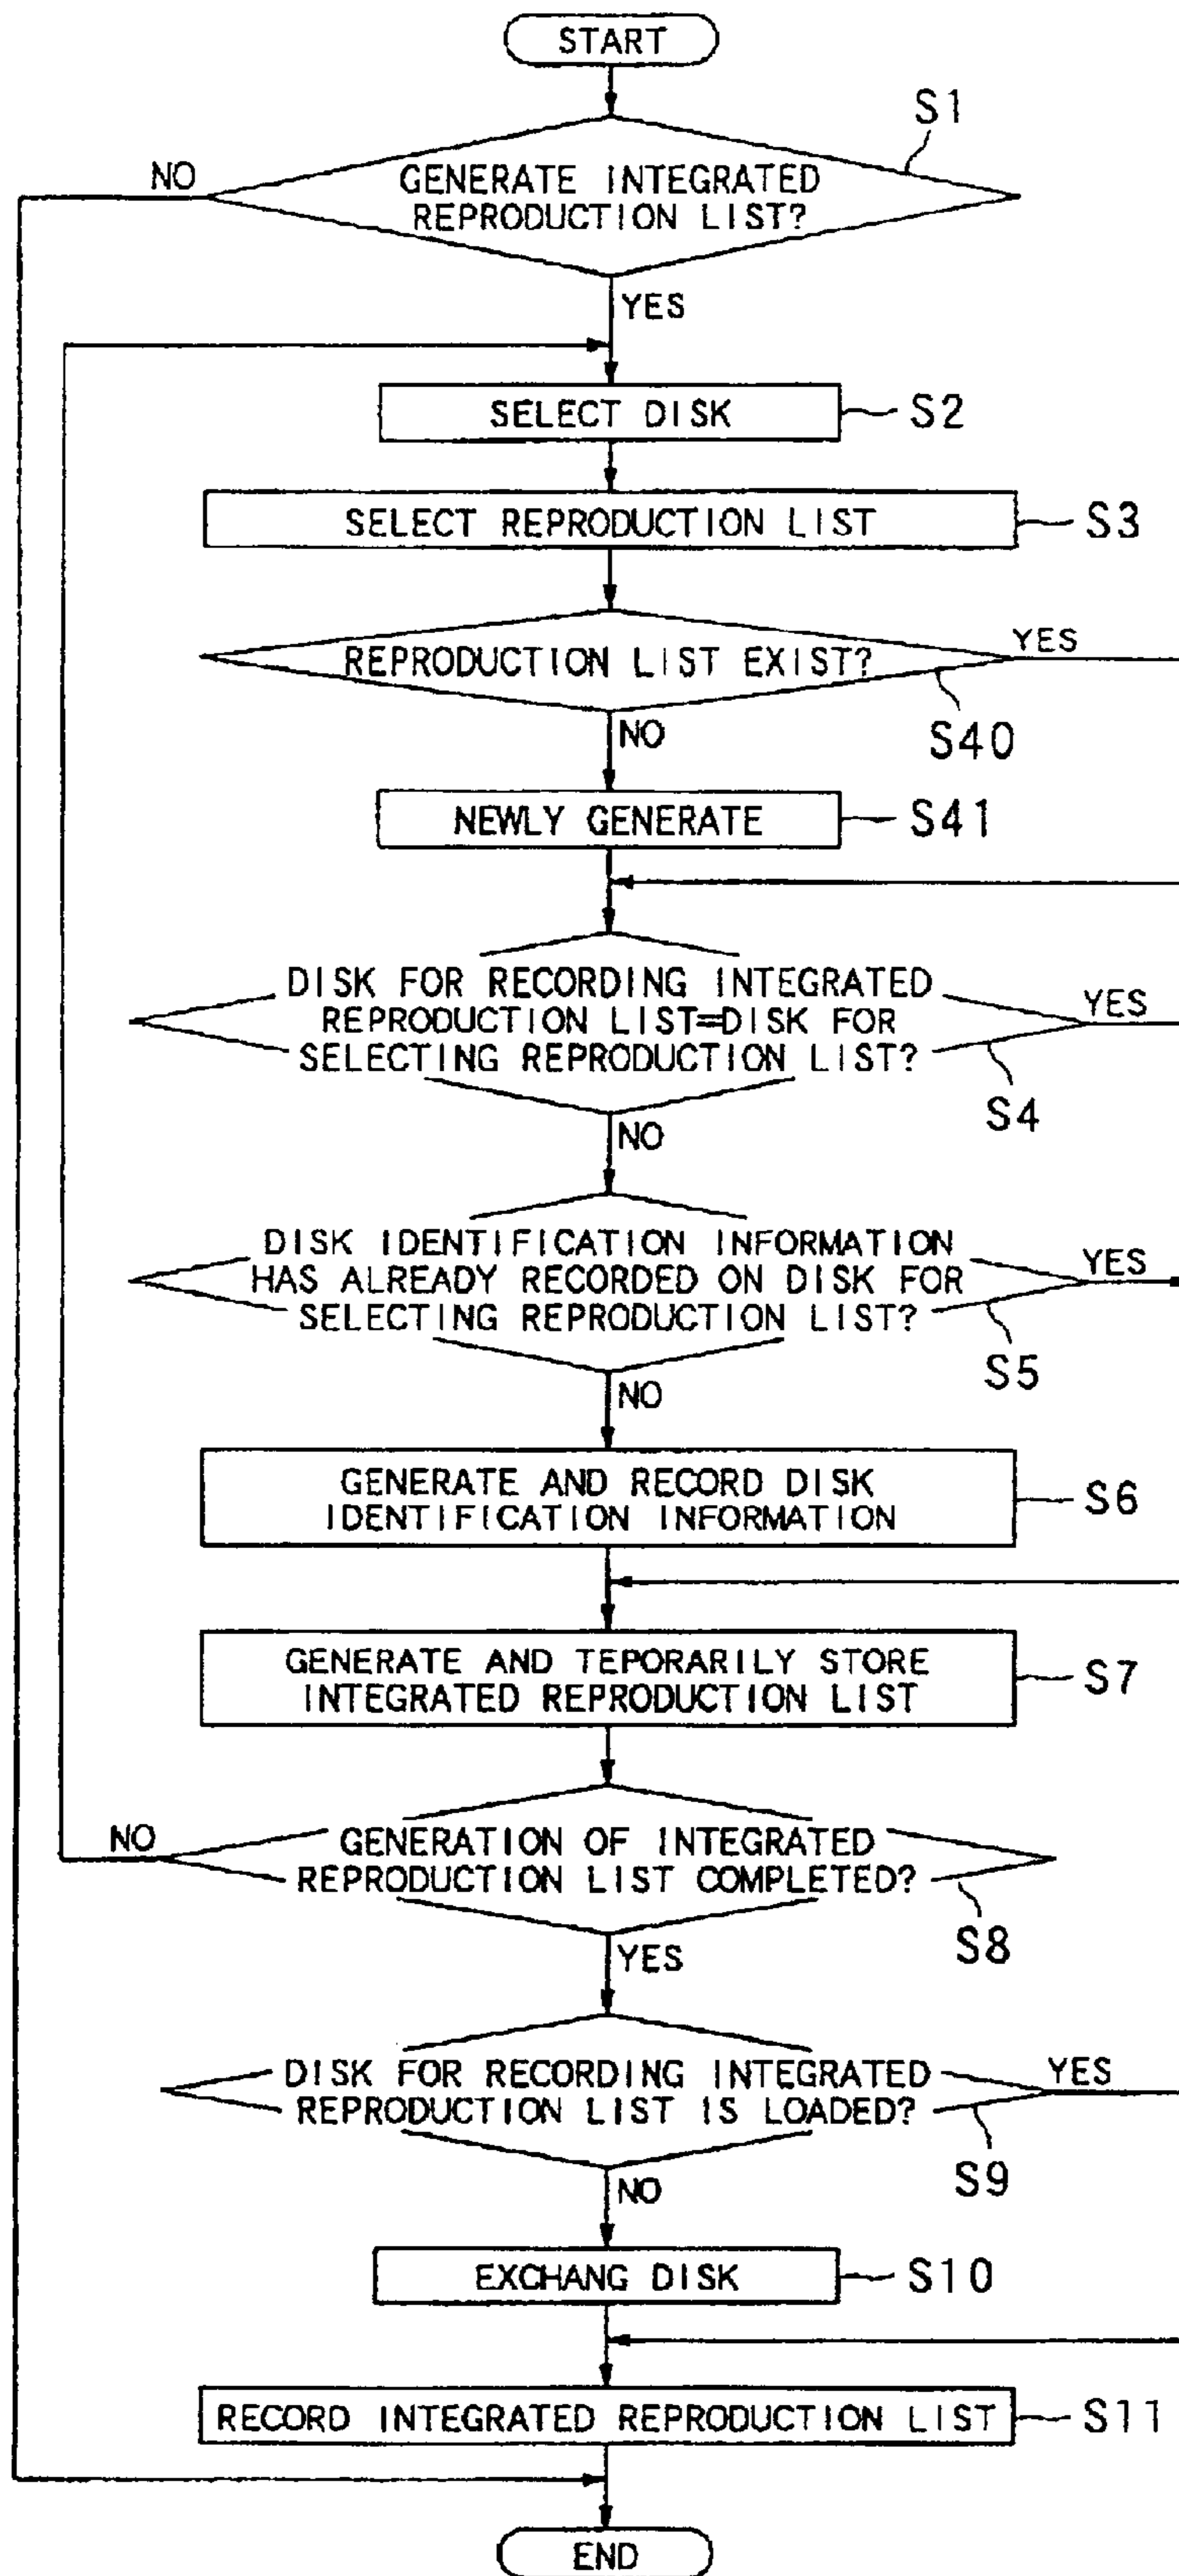 START
S1
NO
GENERATE INTEGRATED
REPRODUCTION LIST?
YES
SELECT DISK
S2
SELECT REPRODUCTION LIST
S3
REPRODUCTION LIST EXIST?
YES
S40
NO
NEWLY GENERATE
S41
DISK FOR RECORDING INTEGRATED
REPRODUCTION LIST=DISK FOR
SELECTING REPRODUCTION LIST?
YES
S4
NO
DISK IDENTIFICATION INFORMATION
HAS ALREADY RECORDED ON DISK FOR
SELECTING REPRODUCTION LIST?
YES
S5
NO
GENERATE AND RECORD DISK
IDENTIFICATION INFORMATION
S6
GENERATE AND TEPORARILY STORE
INTEGRATED REPRODUCTION LIST
S7
NO
GENERATION OF INTEGRATED
REPRODUCTION LIST COMPLETED?
S8
YES
DISK FOR RECORDING INTEGRATED
REPRODUCTION LIST IS LOADED?
YES
S9
NO
EXCHANG DISK
S10
RECORD INTEGRATED REPRODUCTION LIST
S11
END